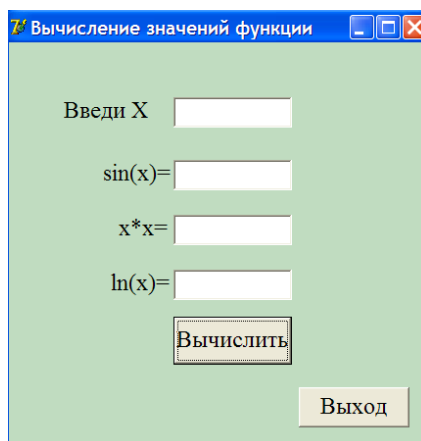 Вычисление значений функции
Введи X
sin(x)=
x*x=
ln(x)=
Вычислить
Выход